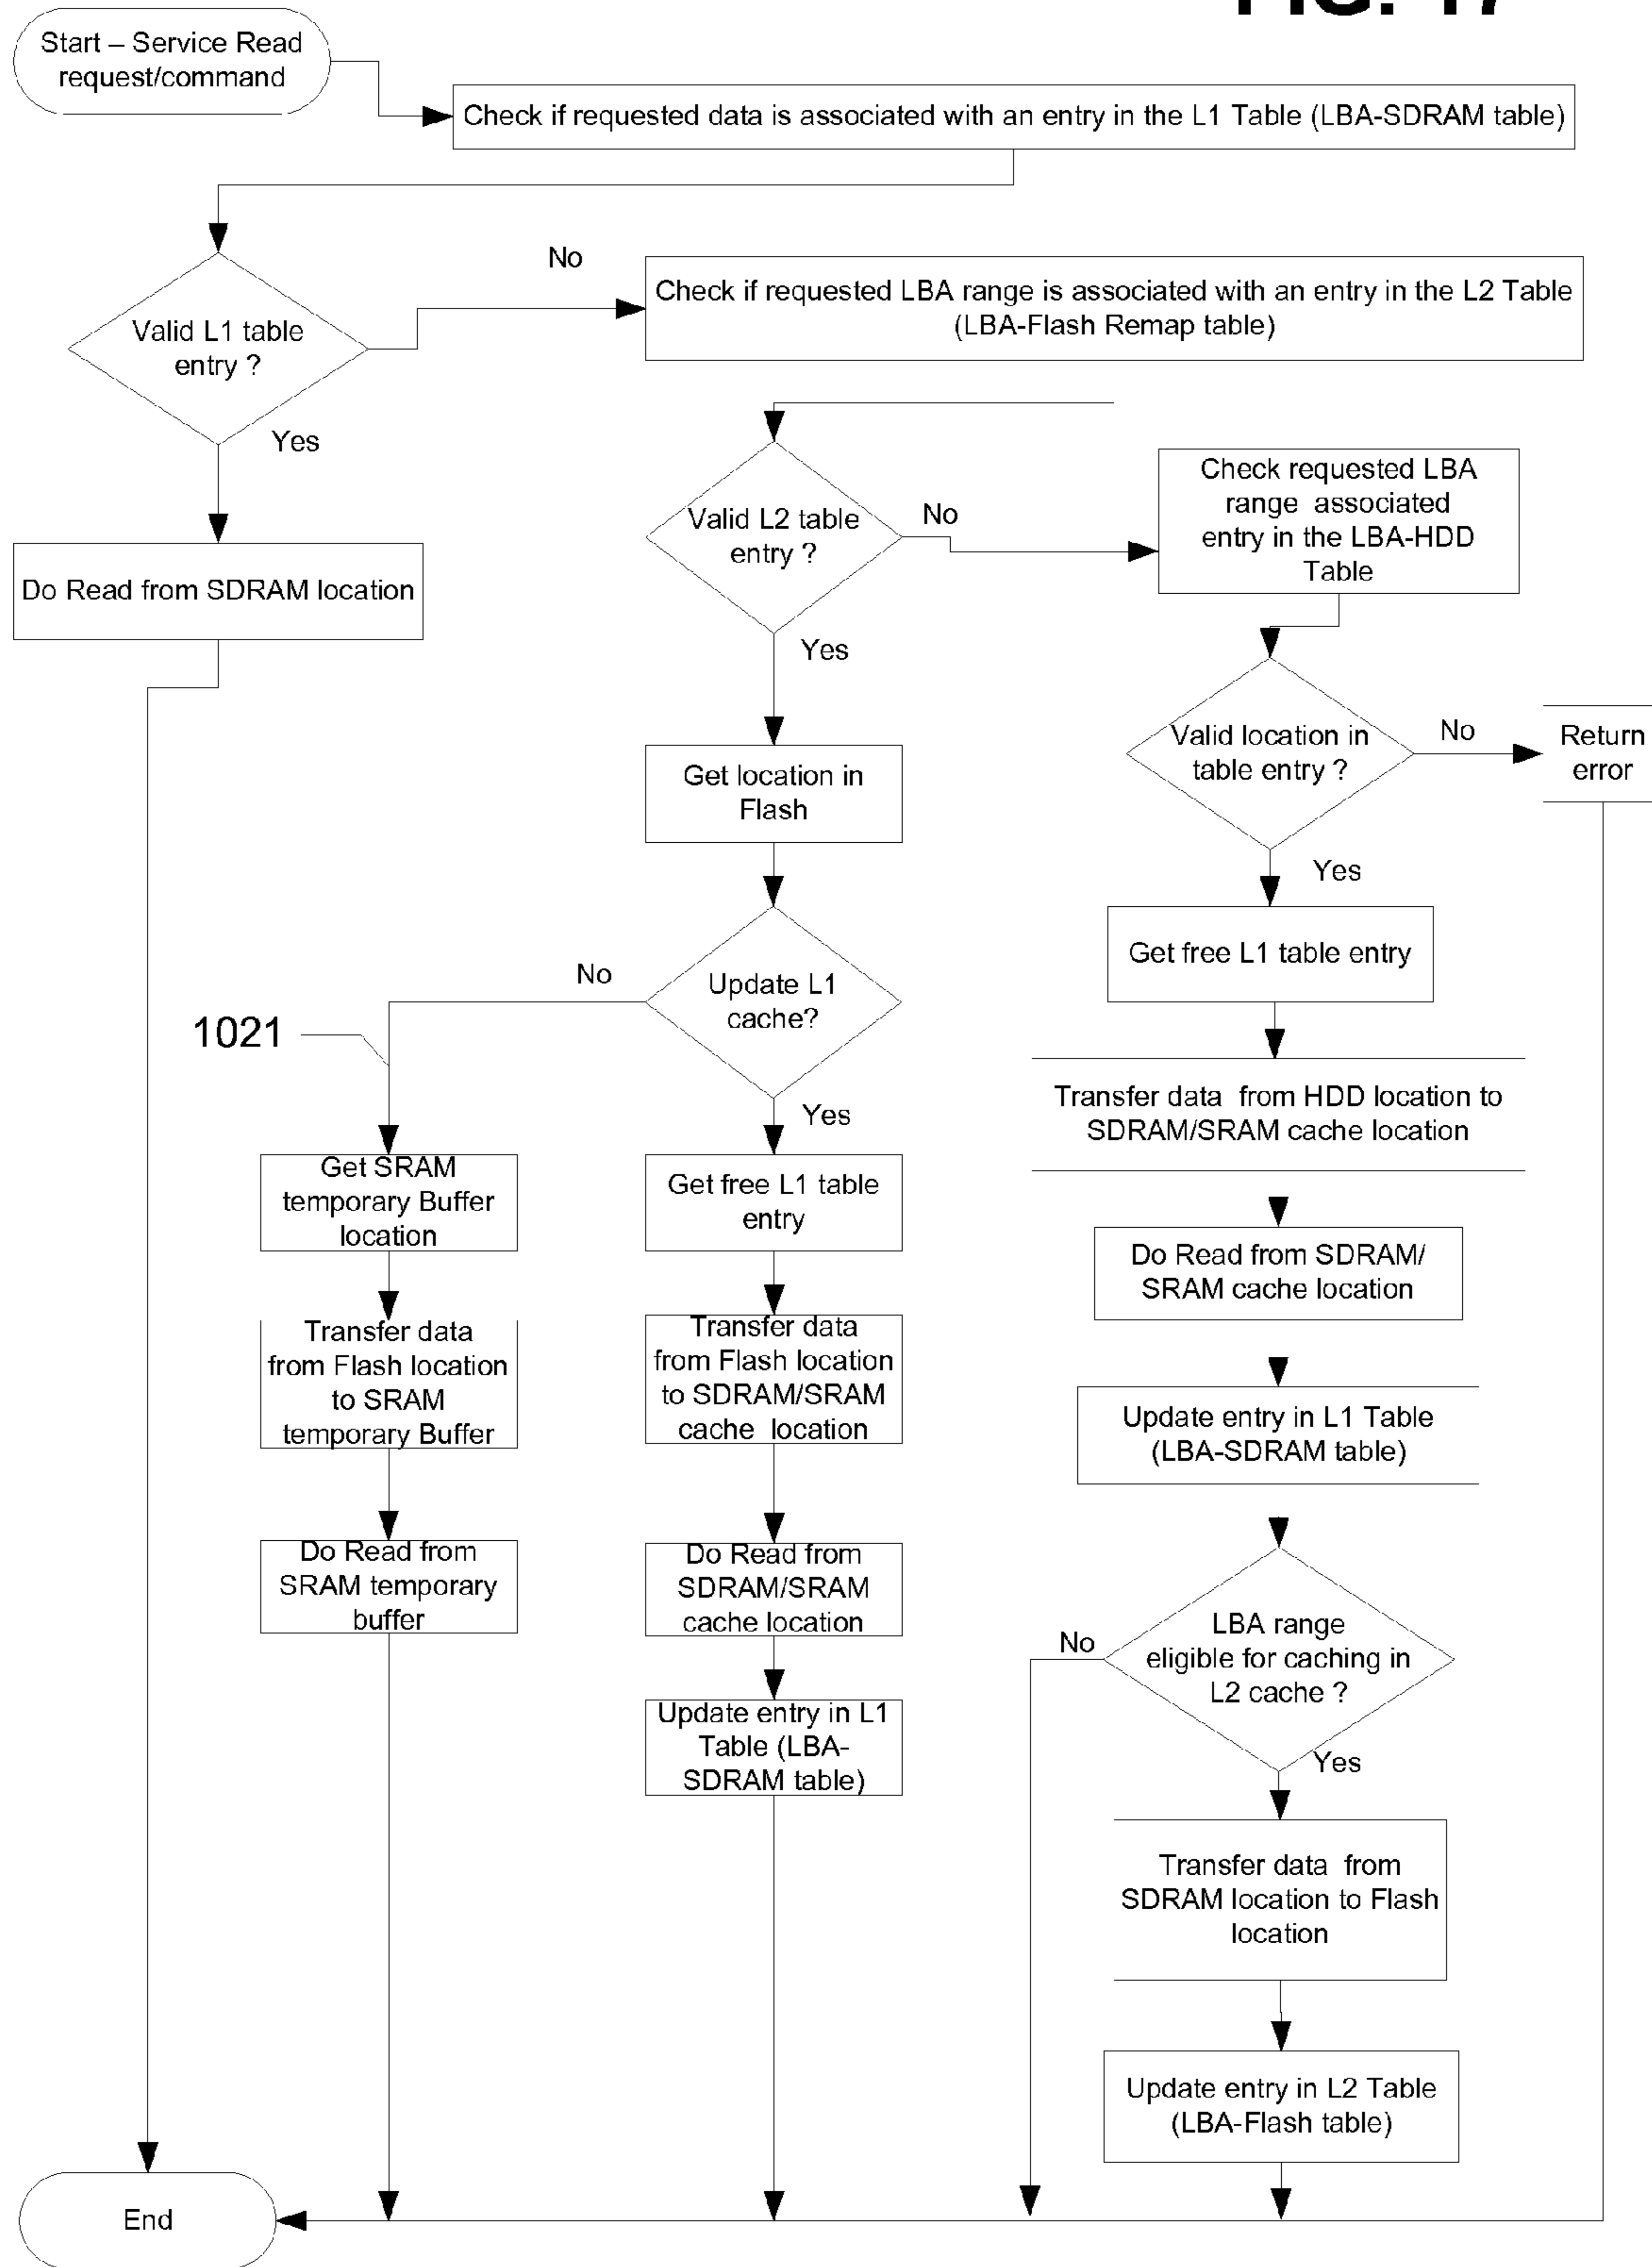 FIG. 17
Start – Service Read
request/command
Check if requested data is associated with an entry in the L1 Table (LBA-SDRAM table)
No
Check if requested LBA range is associated with an entry in the L2 Table
(LBA-Flash Remap table)
Valid L1 table
entry ?
Yes
Do Read from SDRAM location
Valid L2 table
entry ?
No
Check requested LBA
range associated
entry in the LBA-HDD
Table
Yes
Valid location in
table entry ?
No
Return
error
Get location in
Flash
Yes
Get free L1 table entry
No
Update L1
cache?
1021
Yes
Transfer data from HDD location to
SDRAM/SRAM cache location
Get SRAM
temporary Buffer
location
Get free L1 table
entry
Do Read from SDRAM/
SRAM cache location
Transfer data
from Flash location
to SRAM
temporary Buffer
Transfer data
from Flash location
to SDRAM/SRAM
cache location
Update entry in L1 Table
(LBA-SDRAM table)
Do Read from
SRAM temporary
buffer
Do Read from
SDRAM/SRAM
cache location
LBA range
eligible for caching in
L2 cache ?
No
Yes
Update entry in L1
Table (LBA-
SDRAM table)
Transfer data from
SDRAM location to Flash
location
Update entry in L2 Table
(LBA-Flash table)
End